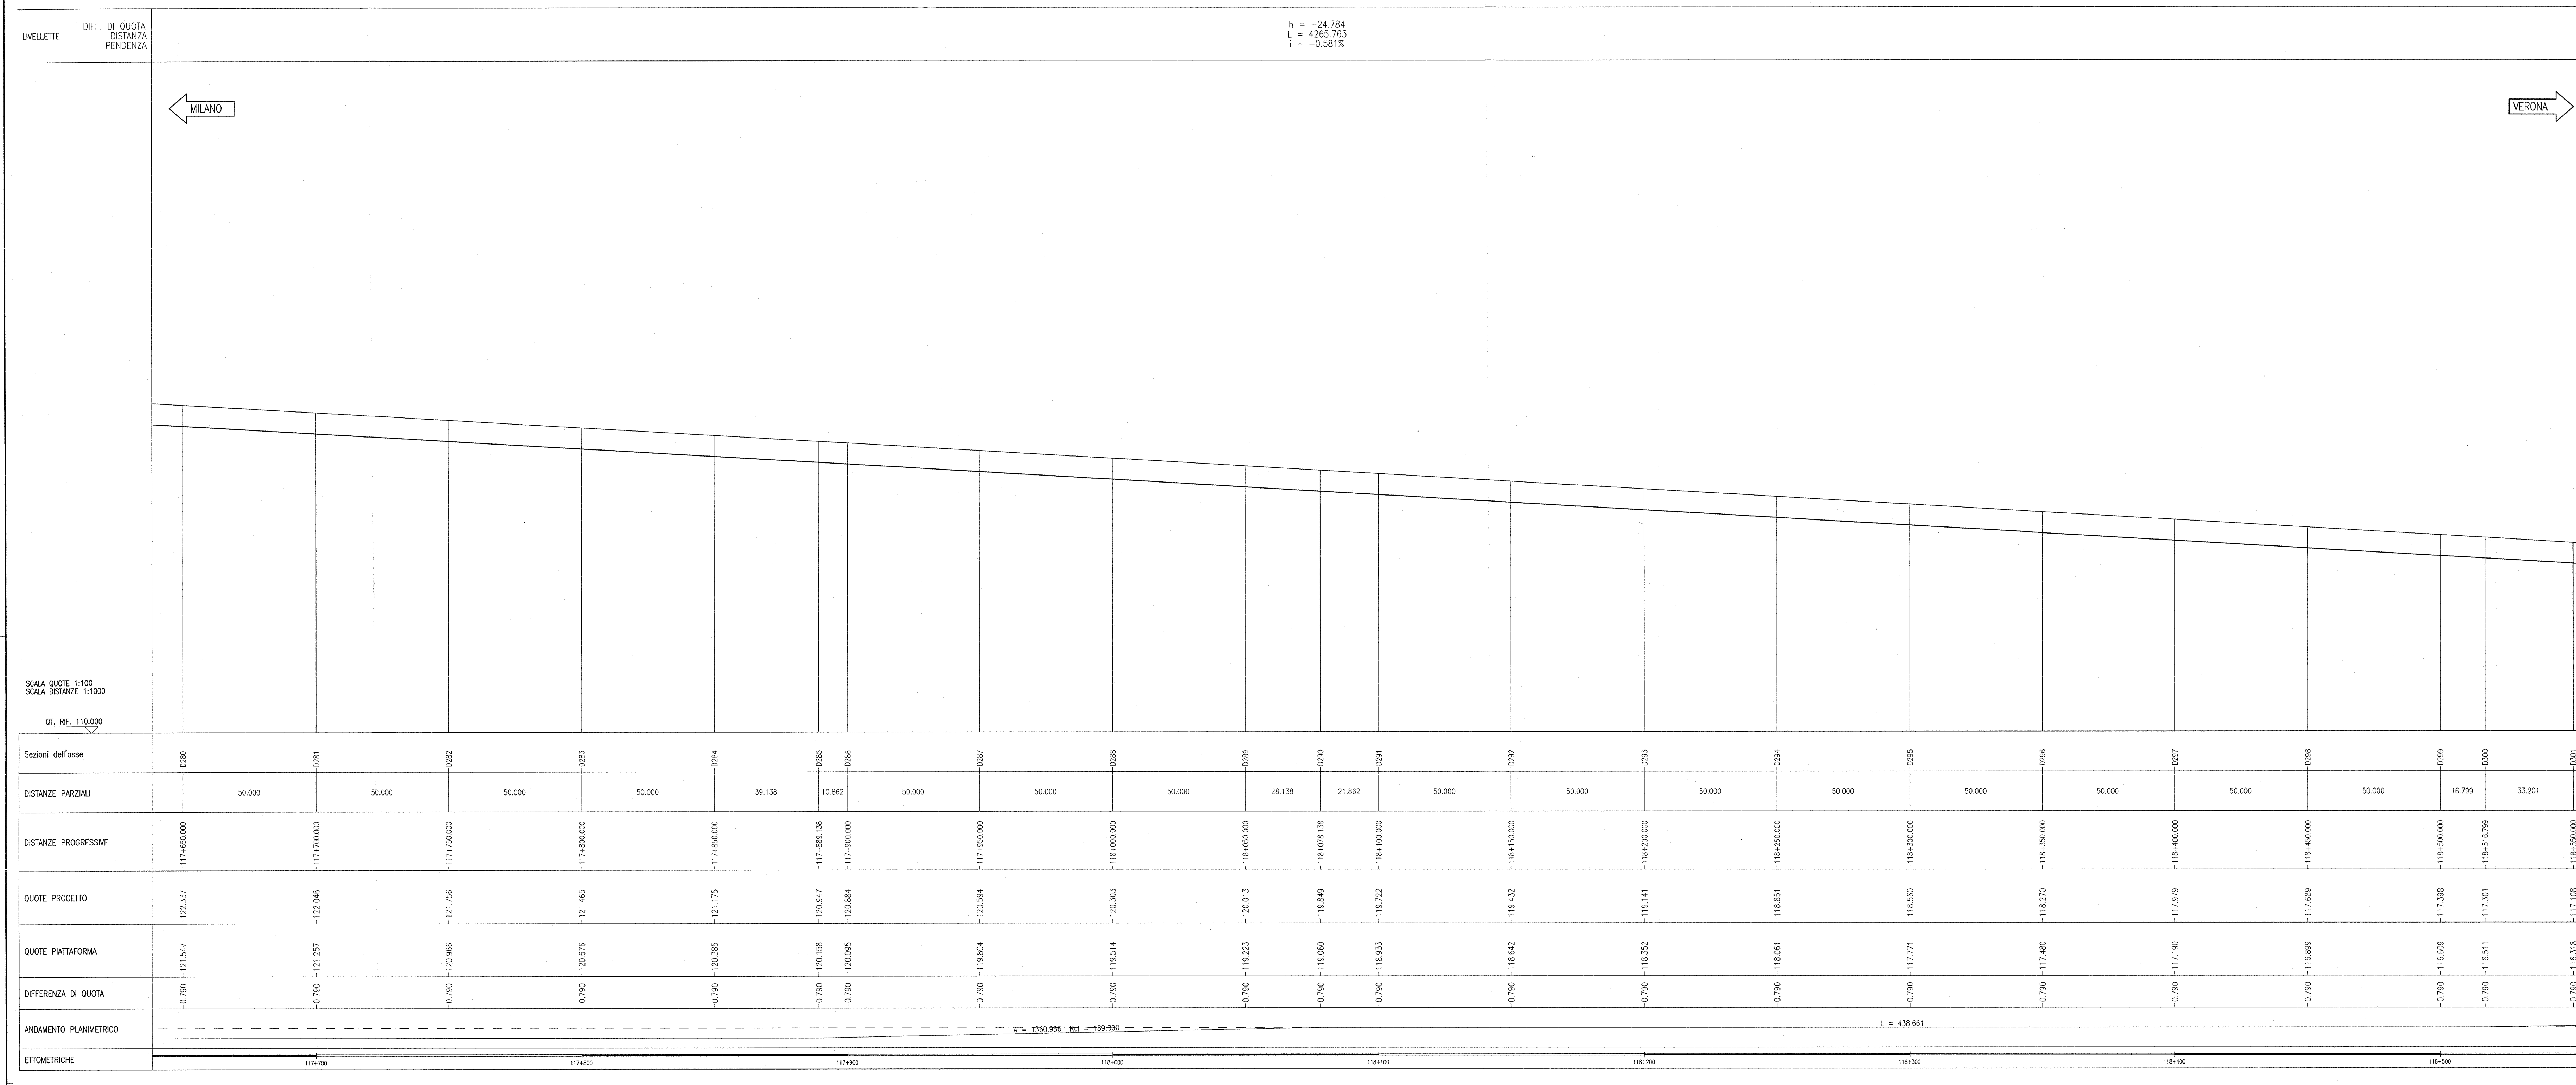 LIVELLETTE
DIFF. DI QUOTA
DISTANZA
PENDENZA
h = -24.784
L = 4265.763
i = -0.581%
MILANO
VERONA
SCALA QUOTE 1:100
SCALA DISTANZE 1:1000
QT. RIF. 110.000
Sezioni dell'asse
D280 D281 D282 D283 D284 D285 D286 D287 D288 D289 D290 D291 D292 D293 D294 D295 D296 D297 D298 D299 D300 D301
DISTANZE PARZIALI
50.000 50.000 50.000 50.000 39.138 10.862 50.000 50.000 50.000 28.138 21.862 50.000 50.000 50.000 50.000 50.000 50.000 50.000 50.000 16.799 33.201
DISTANZE PROGRESSIVE
117+650.000 117+700.000 117+750.000 117+800.000 117+850.000 117+889.138 117+900.000 117+950.000 118+000.000 118+050.000 118+078.138 118+100.000 118+150.000 118+200.000 118+250.000 118+300.000 118+350.000 118+400.000 118+450.000 118+500.000 118+516.799 118+550.000
QUOTE PROGETTO
122.337 122.046 121.756 121.465 121.175 120.947 120.884 120.594 120.303 120.013 119.849 119.722 119.432 119.141 118.851 118.560 118.270 117.979 117.689 117.398 117.301 117.108
QUOTE PIATTAFORMA
121.547 121.257 120.966 120.676 120.385 120.158 120.095 119.804 119.514 119.223 119.060 118.933 118.642 118.352 118.061 117.771 117.480 117.190 116.899 116.609 116.511 116.318
DIFFERENZA DI QUOTA
0.790 0.790 0.790 0.790 0.790 0.790 0.790 0.790 0.790 0.790 0.790 0.790 0.790 0.790 0.790 0.790 0.790 0.790 0.790 0.790 0.790 0.790
ANDAMENTO PLANIMETRICO
A = 1360.956 Rcl = 189.000
L = 438.661
ETTOMETRICHE
117+700 117+800 117+900 118+000 118+100 118+200 118+300 118+400 118+500